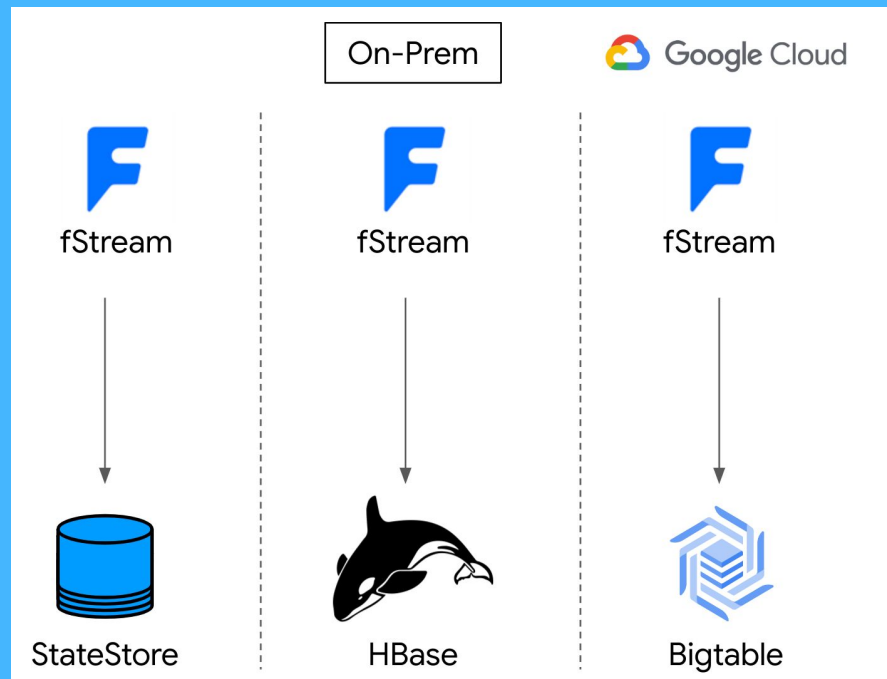 On-Prem
Google Cloud
fStream
fStream
fStream
StateStore
HBase
Bigtable